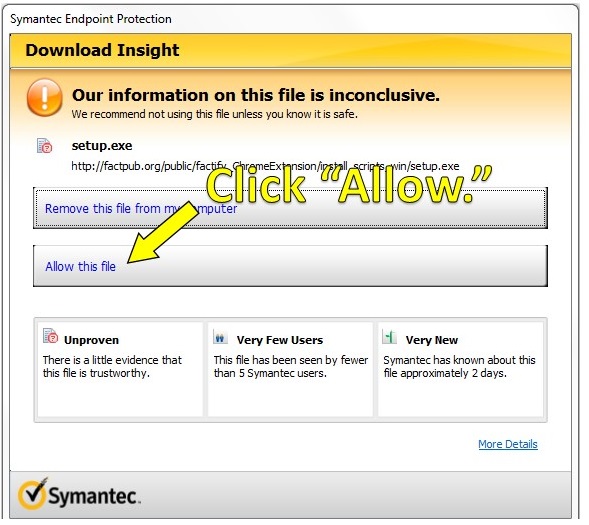 Symantec Endpoint Protection
Download Insight
Our information on this file is inconclusive.
We recommend not using this file unless you know it is safe.
setup.exe
http://factpub.org/public/factify_ChromeExtension/install_scripts_win/setup.exe
Click “Allow.”
Remove this file from my computer
Allow this file
Unproven
There is a little evidence that
this file is trustworthy.
Very Few Users
This file has been seen by fewer
than 5 Symantec users.
Very New
Symantec has known about this
file approximately 2 days.
More Details
Symantec.